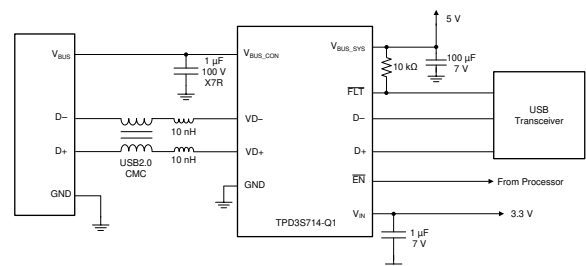 5 V
VBUS
1 µF
100 V
X7R
VBUS_CON
VBUS_SYS
10 kΩ
100 µF
7 V
FLT
USB
Transceiver
D–
10 nH
VD–
D–
D+
USB2.0
CMC
10 nH
VD+
D+
GND
GND
EN
From Processor
TPD3S714-Q1
VIN
3.3 V
1 µF
7 V